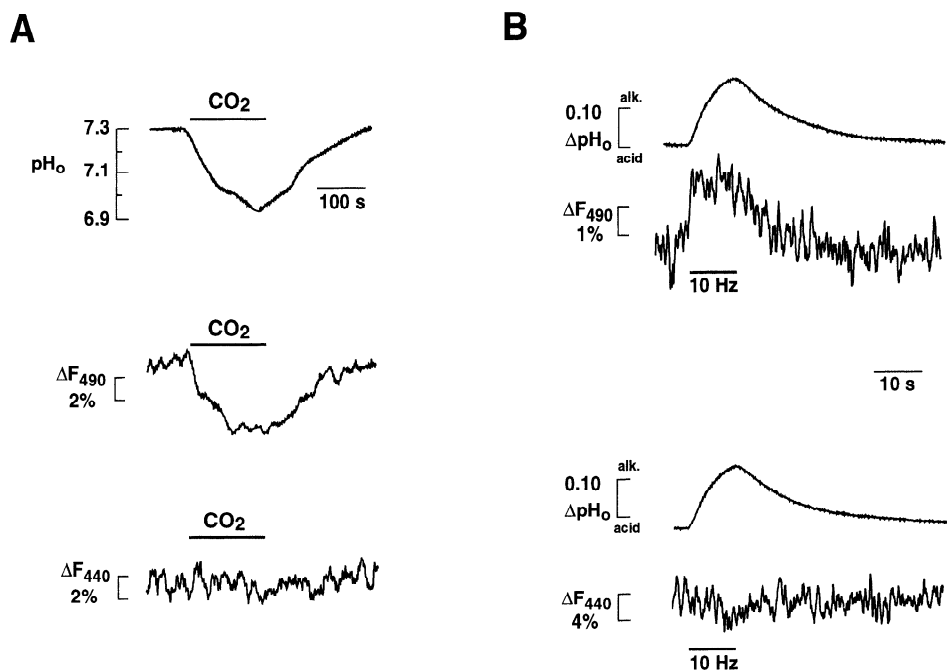 A
CO2
7.3
pHo
7.1
6.9
100 s
CO2
ΔF490
2%
CO2
ΔF440
2%
B
alk.
0.10
ΔpHo
acid
ΔF490
1%
10 Hz
10 s
alk.
0.10
ΔpHo
acid
ΔF440
4%
10 Hz